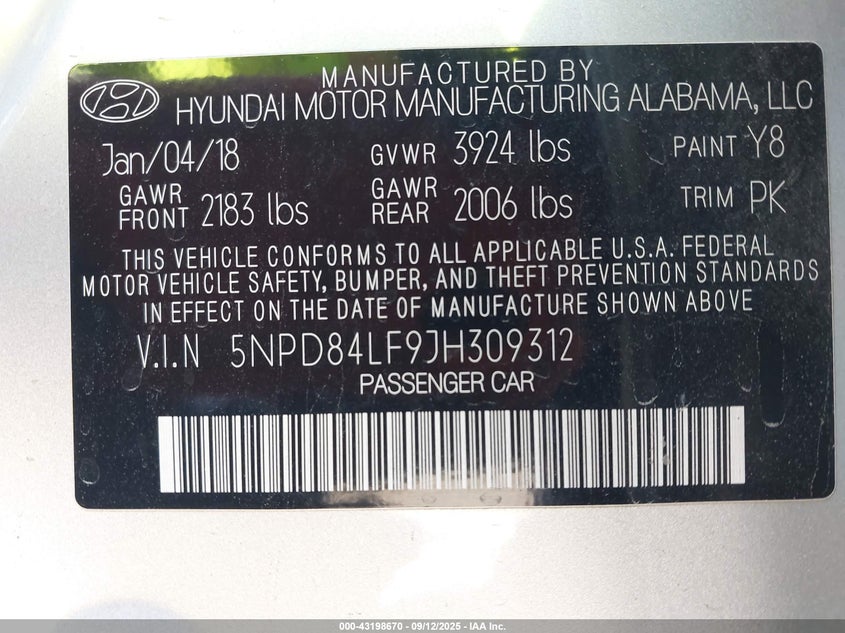 MANUFACTURED BY
HYUNDAI MOTOR MANUFACTURING ALABAMA, LLC
Jan/04/18 GVWR 3924 lbs PAINT Y8
GAWR FRONT 2183 lbs GAWR REAR 2006 lbs TRIM PK
THIS VEHICLE CONFORMS TO ALL APPLICABLE U.S.A. FEDERAL
MOTOR VEHICLE SAFETY, BUMPER, AND THEFT PREVENTION STANDARDS
IN EFFECT ON THE DATE OF MANUFACTURE SHOWN ABOVE
V.I.N 5NPD84LF9JH309312
PASSENGER CAR
000-43198670 - 09/12/2025 - IAA Inc.